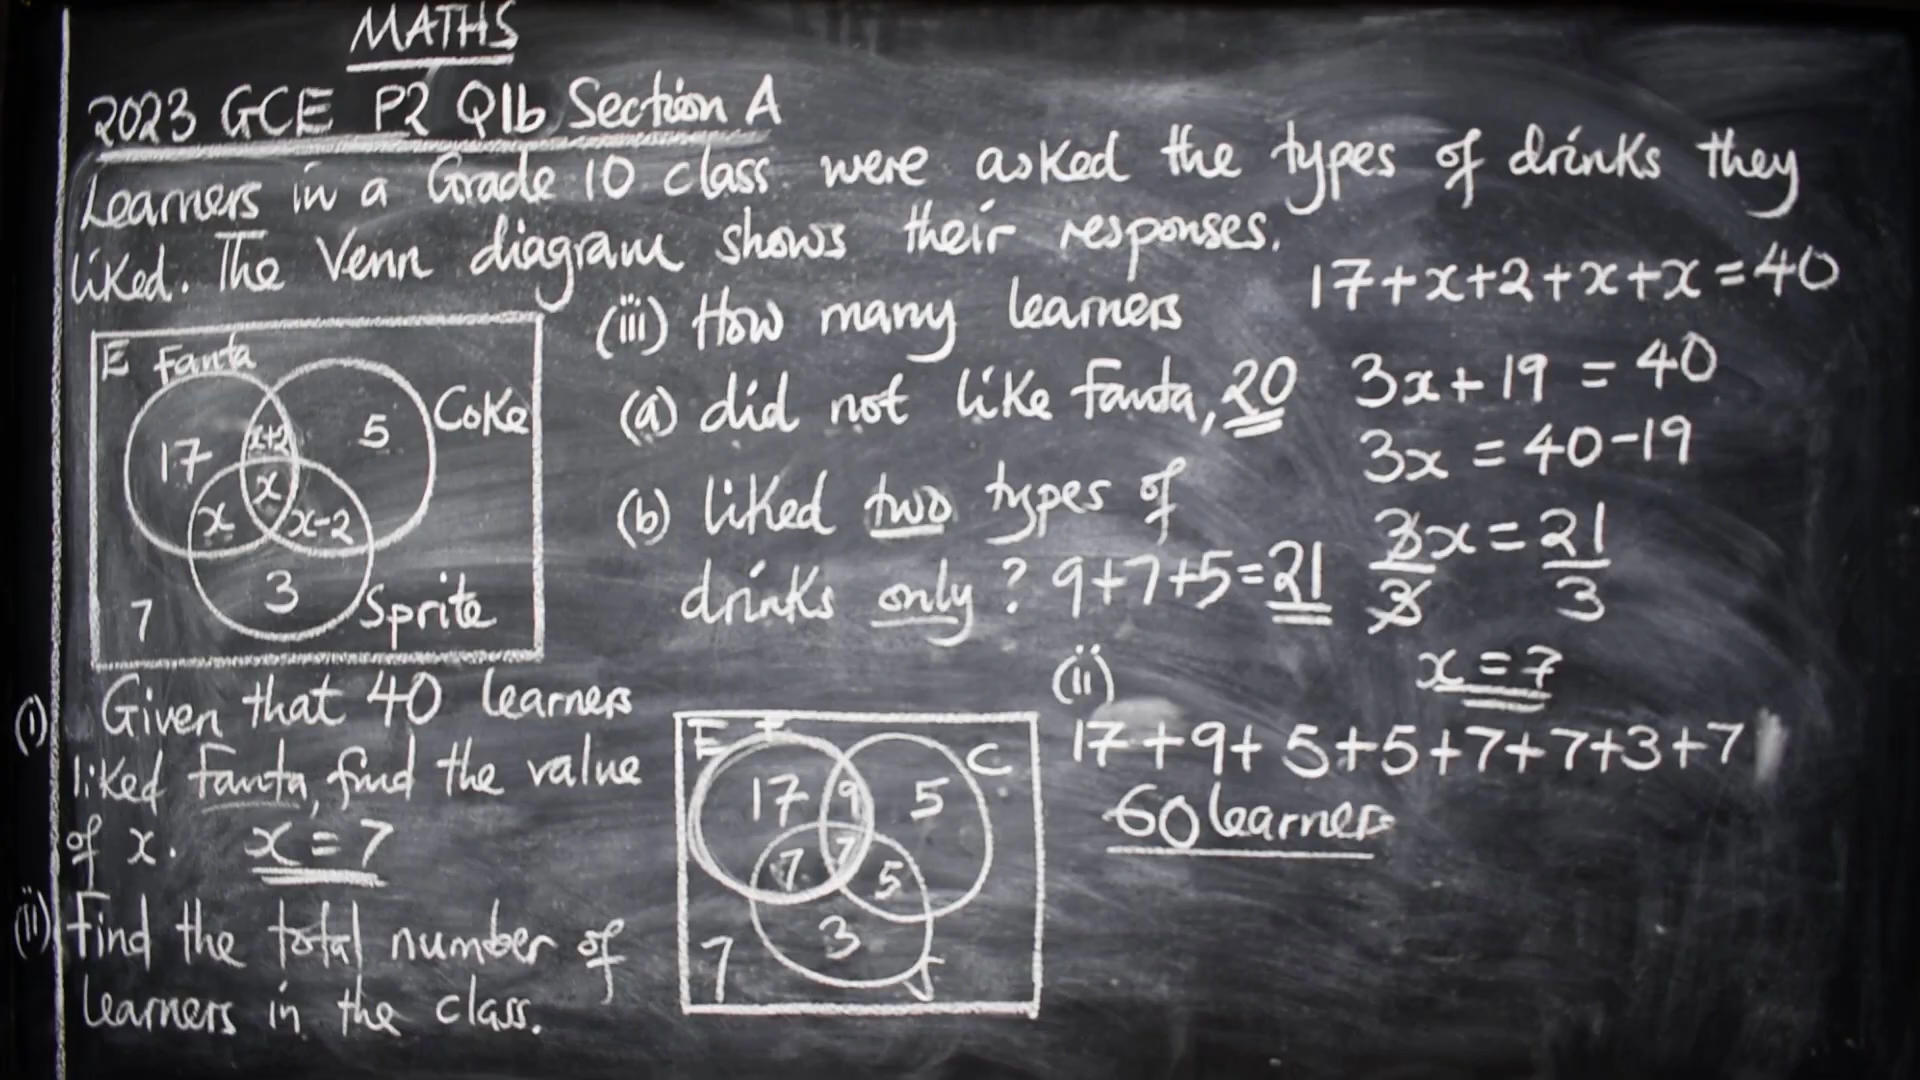 MATHS
2023 GCE P2 Q1b Section A
Learners in a Grade 10 class were asked the types of drinks they
liked. The Venn diagram shows their responses.
E Fanta
Coke
17
x+2
5
x
x
x-2
3
7
Sprite
(i) Given that 40 learners
liked Fanta, find the value
of x. x = 7
(ii) Find the total number of
learners in the class.
(iii) How many learners
(a) did not like Fanta, 20
(b) liked two types of
drinks only? 9+7+5=21
17+x+2+x+x=40
3x+19 = 40
3x = 40-19
3x = 21
3 3
x = 7
(ii)
17+9+5+5+7+7+3+7
60 learners
E F
C
17
9
5
7
7
5
3
7